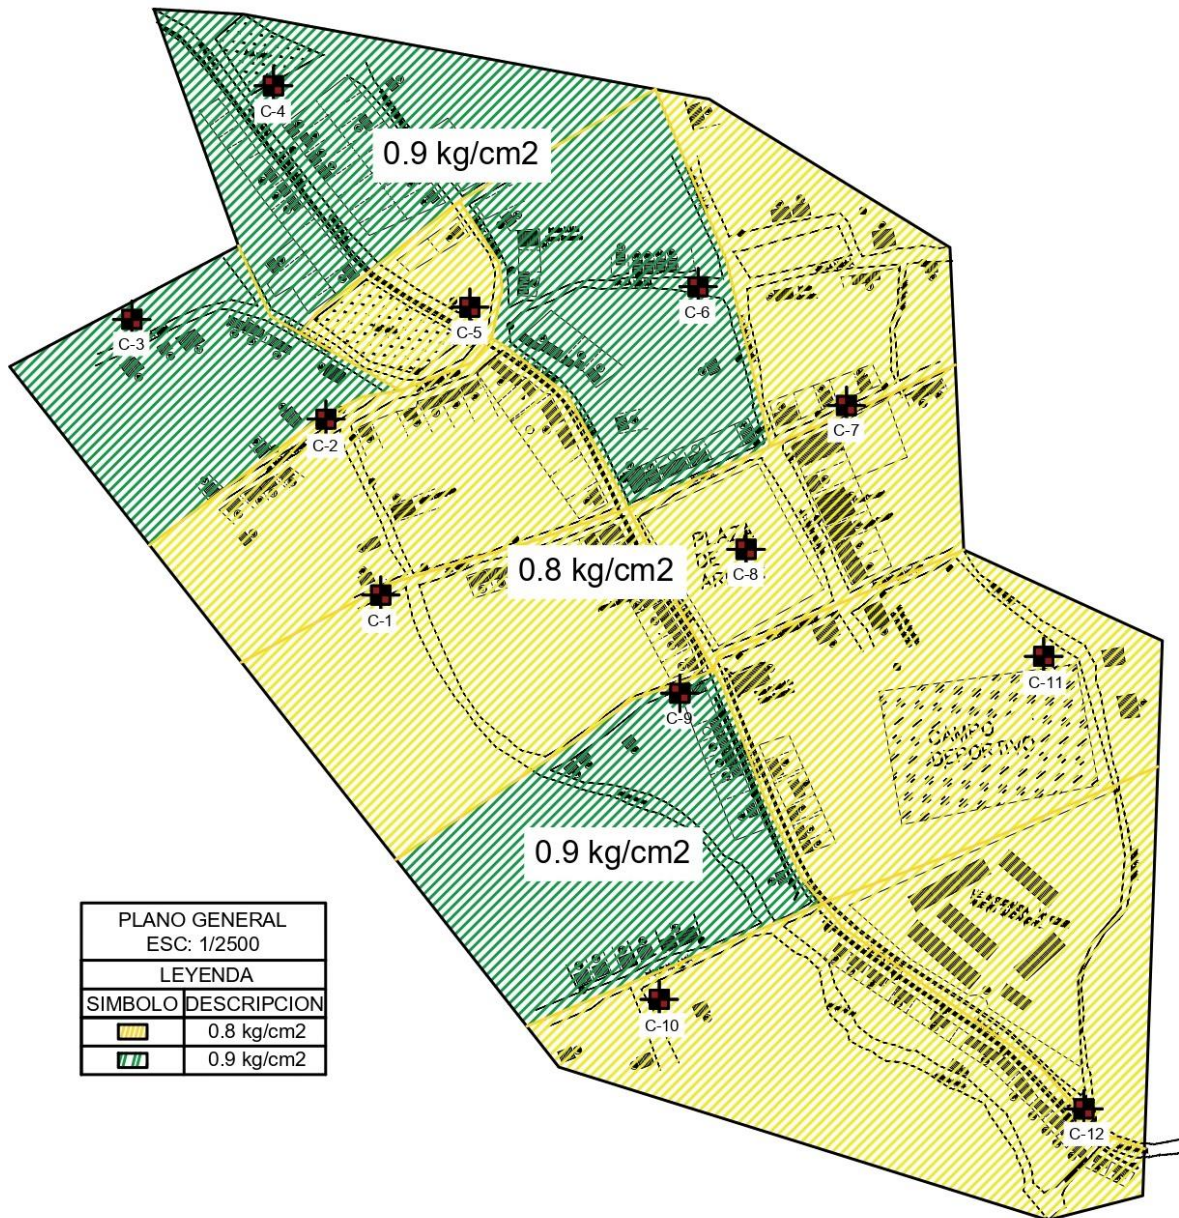 C-4
0.9 kg/cm2
C-6
C-3
C-5
C-2
C-7
PLAZA
DE
0.8 kg/cm2
C-8
C-1
C-11
C-9
CAMPO
DEPORTIVO
0.9 kg/cm2
PLANO GENERAL
ESC: 1/2500
LEYENDA
SIMBOLO DESCRIPCION
0.8 kg/cm2
0.9 kg/cm2
C-10
C-12